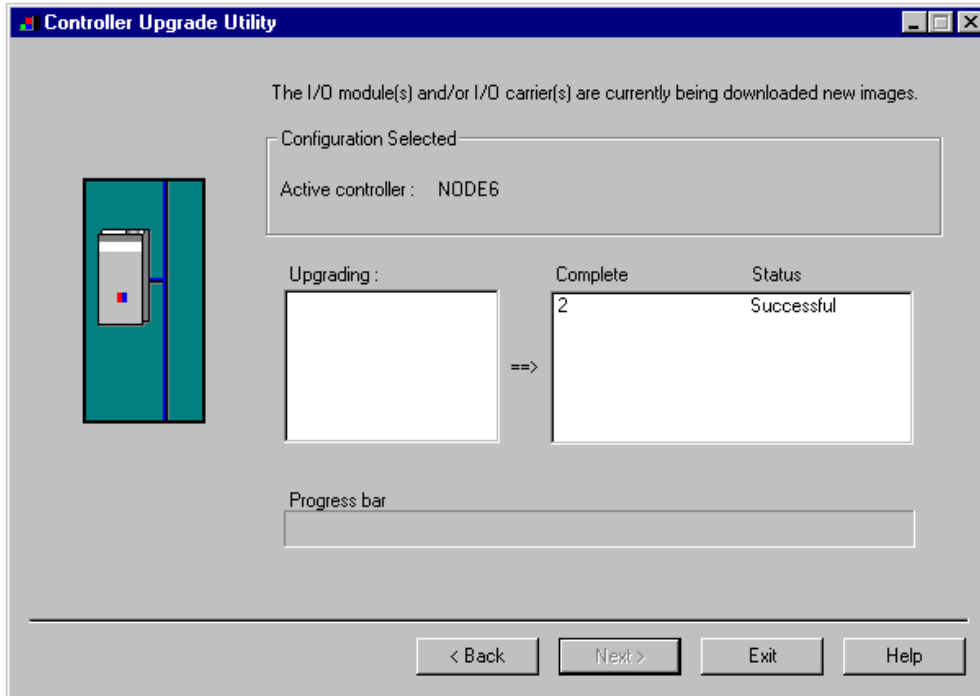 Controller Upgrade Utility
The I/O module(s) and/or I/O carrier(s) are currently being downloaded new images.
Configuration Selected
Active controller : NODE6
Upgrading :
Complete Status
2 Successful
==>
Progress bar
< Back Next > Exit Help